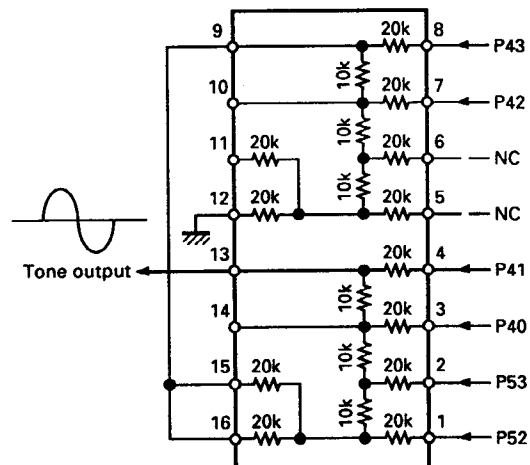 9 20k 8 P43
10k
10 20k 7 P42
10k
11 20k 20k 6 NC
10k
12 20k 20k 5 NC
13 20k 4 P41
Tone output
10k
14 20k 3 P40
10k
15 20k 20k 2 P53
10k
16 20k 20k 1 P52